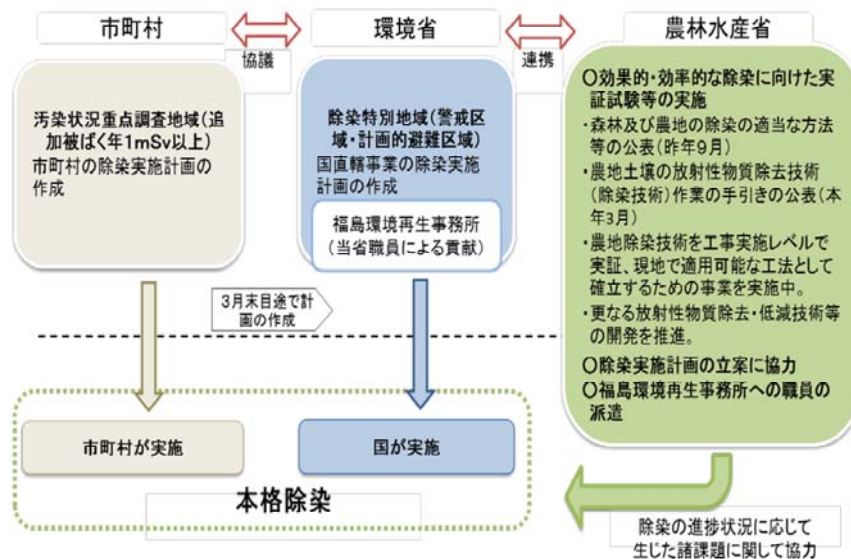 市町村
環境省
農林水産省
協議
連携
汚染状況重点調査地域(追
加被ばく年1mSv以上)
市町村の除染実施計画の
作成
除染特別地域(警戒区
域・計画的避難区域)
国直轄事業の除染実施
計画の作成
福島環境再生事務所
(当省職員による貢献)
〇効果的・効率的な除染に向けた実
証試験等の実施
・森林及び農地の除染の適当な方法
等の公表(昨年9月)
・農地土壌の放射性物質除去技術
(除染技術)作業の手引きの公表(本
年3月)
・農地除染技術を工事実施レベルで
実証、現地で適用可能な工法として
確立するための事業を実施中。
・更なる放射性物質除去・低減技術等
の開発を推進。
〇除染実施計画の立案に協力
〇福島環境再生事務所への職員の
派遣
3月末目途で計
画の作成
市町村が実施
国が実施
本格除染
除染の進捗状況に応じて
生じた諸課題に関して協力